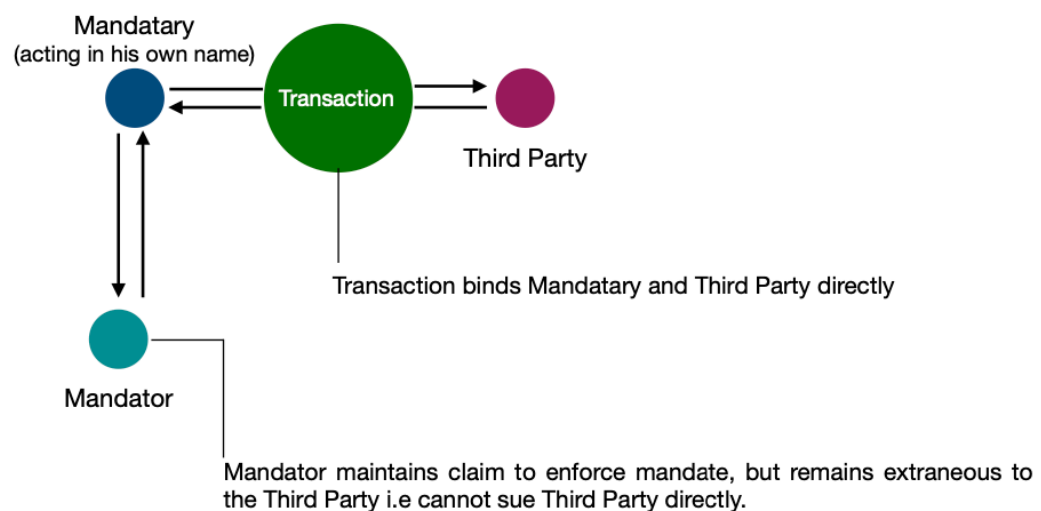 Mandatary
(acting in his own name)
Transaction
Third Party
Transaction binds Mandatary and Third Party directly
Mandator
Mandator maintains claim to enforce mandate, but remains extraneous to
the Third Party i.e cannot sue Third Party directly.